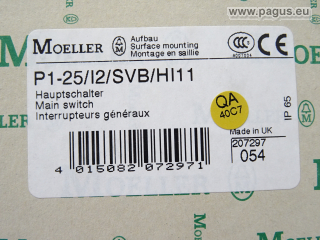 www.pagus.eu
MOELLER
Aufbau
Surface mounting
Montage en saillie
P1-25/I2/SVB/HI11
Hauptschalter
Main switch
Interrupteurs généraux
QA
40C7
IP 65
Made in UK
207297
054
4 015082 072971
MOELLER